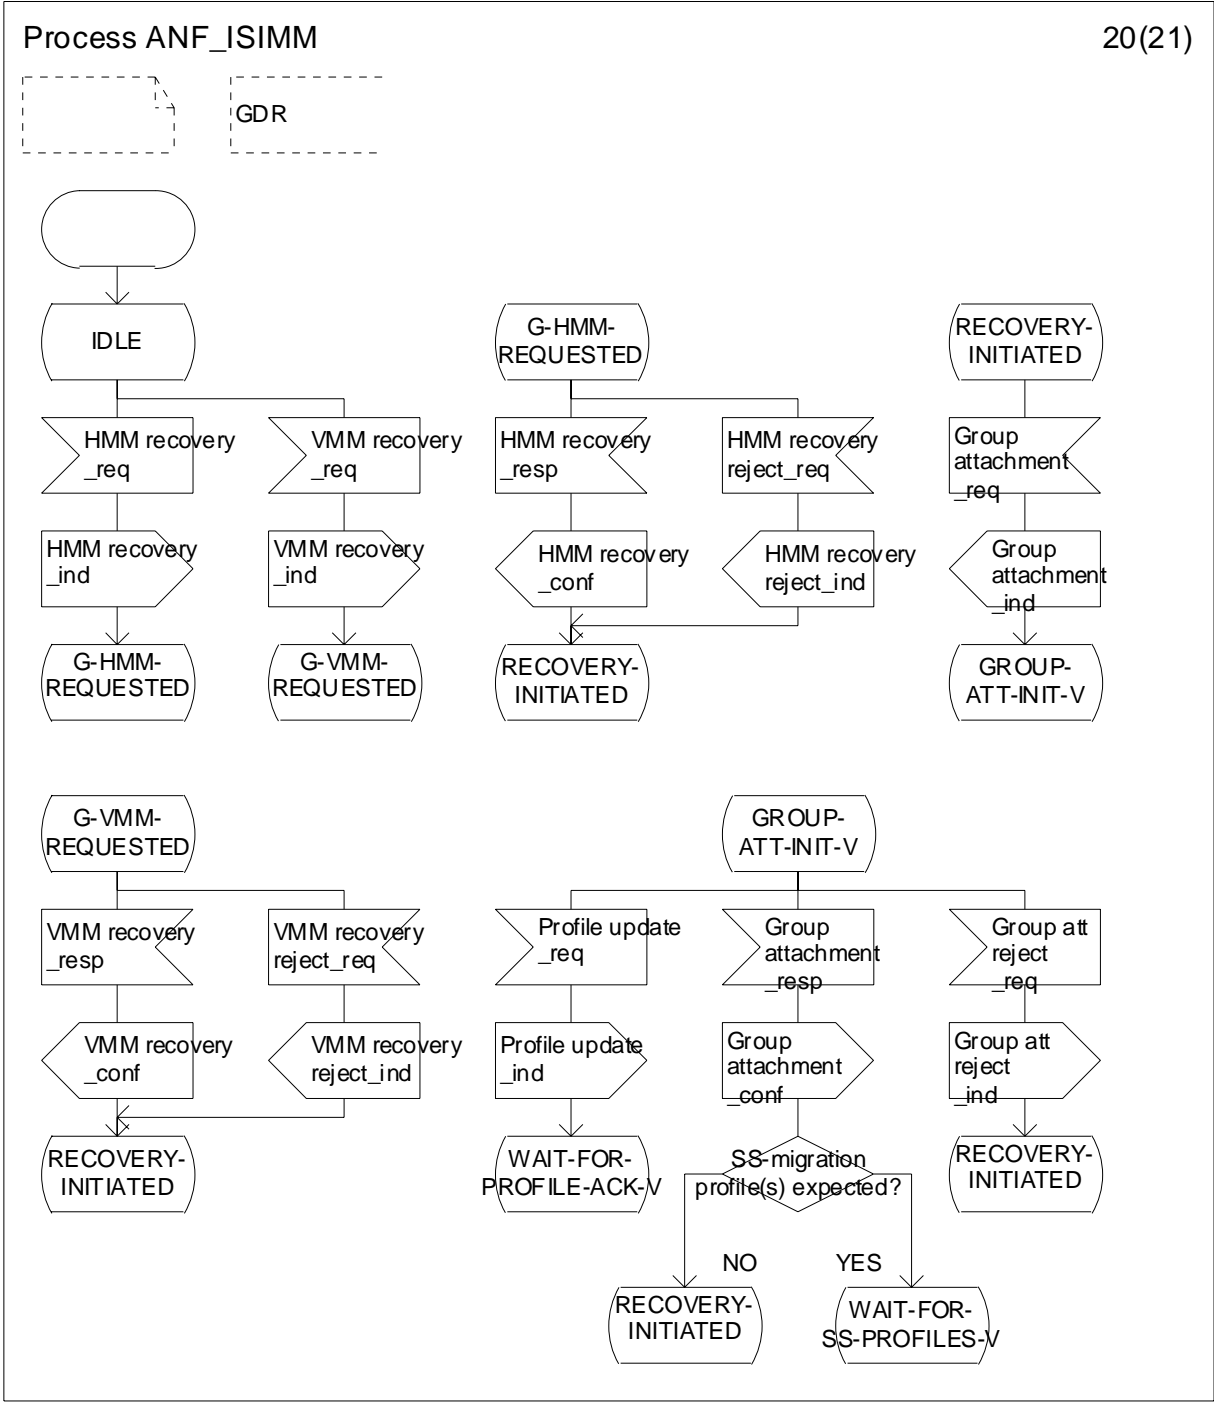 Process ANF_ISIMM
20(21)
GDR
IDLE
HMM recovery
_req
VMM recovery
_req
HMM recovery
_ind
VMM recovery
_ind
G-HMM-
REQUESTED
G-VMM-
REQUESTED
G-HMM-
REQUESTED
HMM recovery
_resp
HMM recovery
reject_req
HMM recovery
_conf
HMM recovery
reject_ind
RECOVERY-
INITIATED
RECOVERY-
INITIATED
Group
attachment
_req
Group
attachment
_ind
GROUP-
ATT-INIT-V
G-VMM-
REQUESTED
VMM recovery
_resp
VMM recovery
reject_req
VMM recovery
_conf
VMM recovery
reject_ind
RECOVERY-
INITIATED
GROUP-
ATT-INIT-V
Profile update
_req
Group
attachment
_resp
Group att
reject
_req
Profile update
_ind
Group
attachment
_conf
Group att
reject
_ind
WAIT-FOR-
PROFILE-ACK-V
SS-migration
profile(s) expected?
RECOVERY-
INITIATED
NO
YES
RECOVERY-
INITIATED
WAIT-FOR-
SS-PROFILES-V